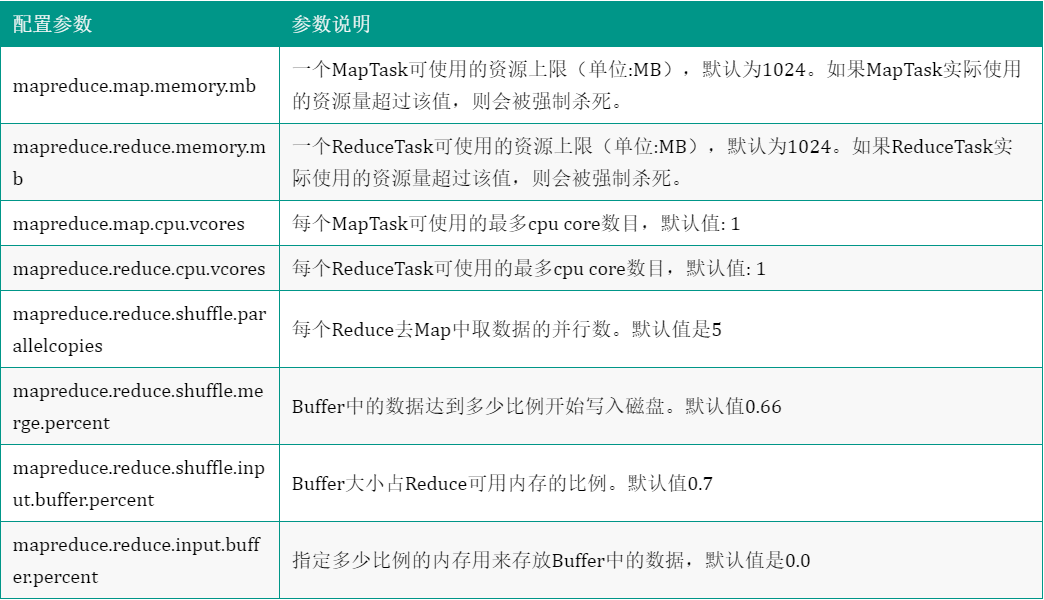 配置参数 参数说明
mapreduce.map.memory.mb
一个MapTask可使用的资源上限（单位:MB），默认为1024。如果MapTask实际使用
的资源量超过该值，则会被强制杀死。
mapreduce.reduce.memory.m
b
一个ReduceTask可使用的资源上限（单位:MB），默认为1024。如果ReduceTask实
际使用的资源量超过该值，则会被强制杀死。
mapreduce.map.cpu.vcores
每个MapTask可使用的最多cpu core数目，默认值: 1
mapreduce.reduce.cpu.vcores
每个ReduceTask可使用的最多cpu core数目，默认值: 1
mapreduce.reduce.shuffle.par
allelcopies
每个Reduce去Map中取数据的并行数。默认值是5
mapreduce.reduce.shuffle.me
rge.percent
Buffer中的数据达到多少比例开始写入磁盘。默认值0.66
mapreduce.reduce.shuffle.inp
ut.buffer.percent
Buffer大小占Reduce可用内存的比例。默认值0.7
mapreduce.reduce.input.buff
er.percent
指定多少比例的内存用来存放Buffer中的数据，默认值是0.0